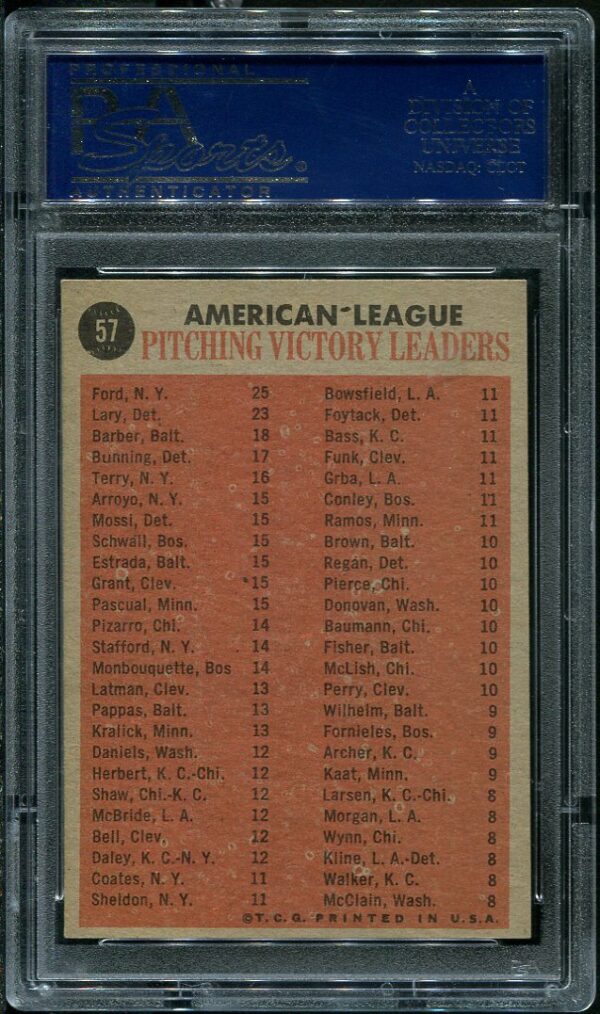 PROFESSIONAL
PSA
Sports®
AUTHENTICATOR
A
DIVISION OF
COLLECTORS
UNIVERSE
NASDAQ: CLCT
57
AMERICAN-LEAGUE
PITCHING VICTORY LEADERS
Ford, N. Y. 25
Lary, Det. 23
Barber, Balt. 18
Bunning, Det. 17
Terry, N. Y. 16
Arroyo, N. Y. 15
Mossi, Det. 15
Schwall, Bos. 15
Estrada, Balt. 15
Grant, Clev. 15
Pascual, Minn. 15
Pizarro, Chi. 14
Stafford, N. Y. 14
Monbouquette, Bos 14
Latman, Clev. 13
Pappas, Balt. 13
Kralick, Minn. 13
Daniels, Wash. 12
Herbert, K. C.-Chi. 12
Shaw, Chi.-K. C. 12
McBride, L. A. 12
Bell, Clev. 12
Daley, K. C.-N. Y. 12
Coates, N. Y. 11
Sheldon, N. Y. 11
Bowsfield, L. A. 11
Foytack, Det. 11
Bass, K. C. 11
Funk, Clev. 11
Grba, L. A. 11
Conley, Bos. 11
Ramos, Minn. 11
Brown, Balt. 10
Regan, Det. 10
Pierce, Chi. 10
Donovan, Wash. 10
Baumann, Chi. 10
Fisher, Balt. 10
McLish, Chi. 10
Perry, Clev. 10
Wilhelm, Balt. 9
Fornieles, Bos. 9
Archer, K. C. 9
Kaat, Minn. 9
Larsen, K. C.-Chi. 8
Morgan, L. A. 8
Wynn, Chi. 8
Kline, L. A.-Det. 8
Walker, K. C. 8
McClain, Wash. 8
©T.C.G. PRINTED IN U.S.A.